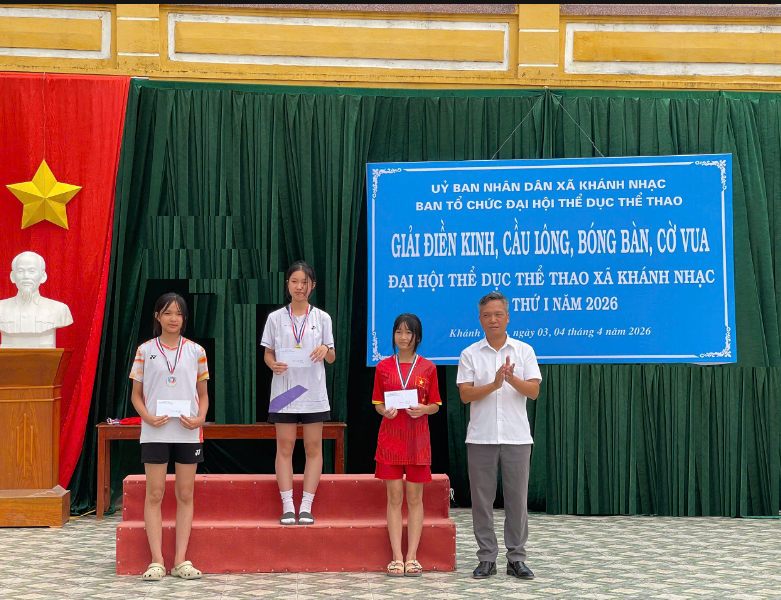 UỶ BAN NHÂN DÂN XÃ KHÁNH NHẠC
BAN TỔ CHỨC ĐẠI HỘI THỂ DỤC THỂ THAO
GIẢI ĐIỀN KINH, CẦU LÔNG, BÓNG BÀN, CỜ VUA
ĐẠI HỘI THỂ DỤC THỂ THAO XÃ KHÁNH NHẠC
THỨ I NĂM 2026
Khánh ngày 03, 04 tháng 4 năm 2026